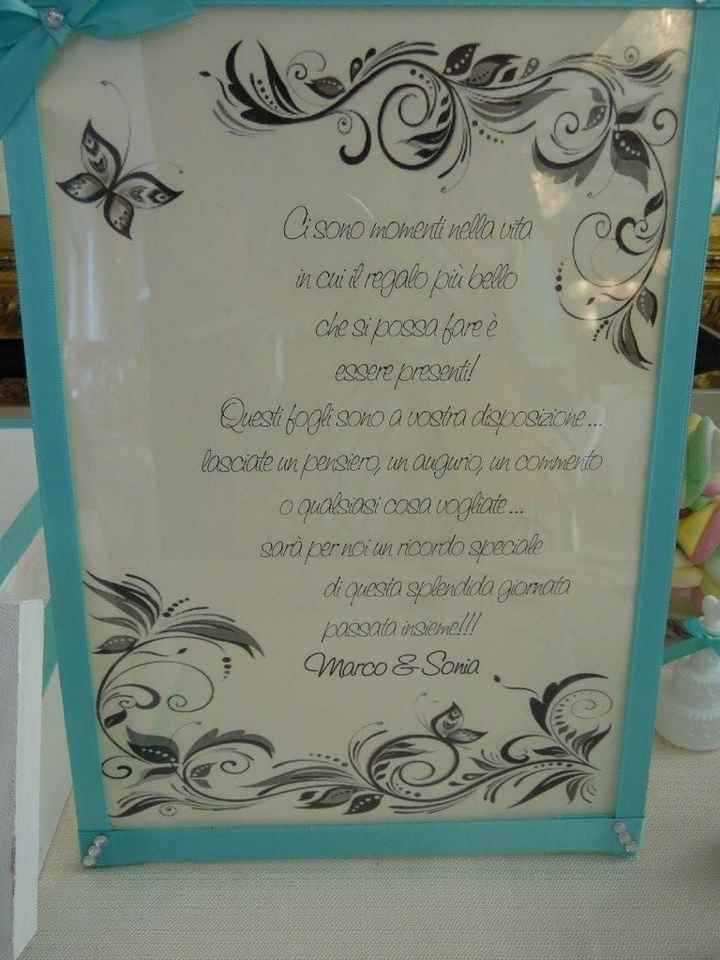 Ci sono momenti nella vita
in cui il regalo più bello
che si possa fare è
essere presenti!
Questi fogli sono a vostra disposizione...
lasciate un pensiero, un augurio, un commento
o qualsiasi cosa vogliate...
sarà per noi un ricordo speciale
di questa splendida giornata
passata insieme!!!
Marco & Sonia